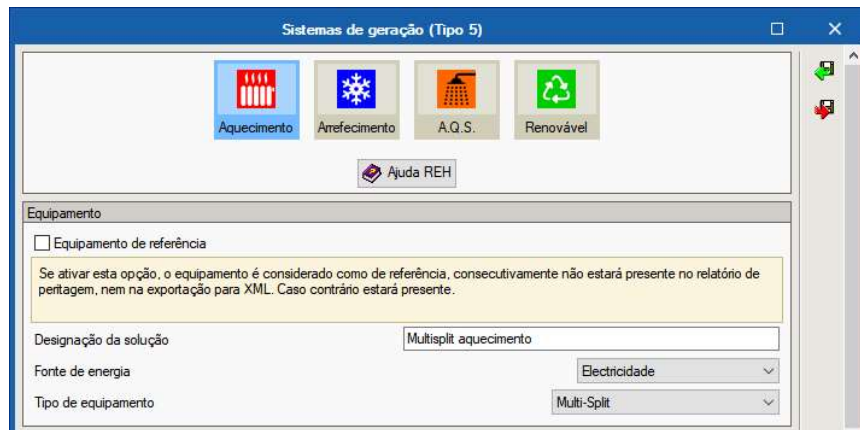 Sistemas de geração (Tipo 5)
Aquecimento
Arrefecimento
A.Q.S.
Renovável
Ajuda REH
Equipamento
Equipamento de referência
Se ativar esta opção, o equipamento é considerado como de referência, consecutivamente não estará presente no relatório de
peritagem, nem na exportação para XML. Caso contrário estará presente.
Designação da solução Multisplit aquecimento
Fonte de energia Electricidade
Tipo de equipamento Multi-Split